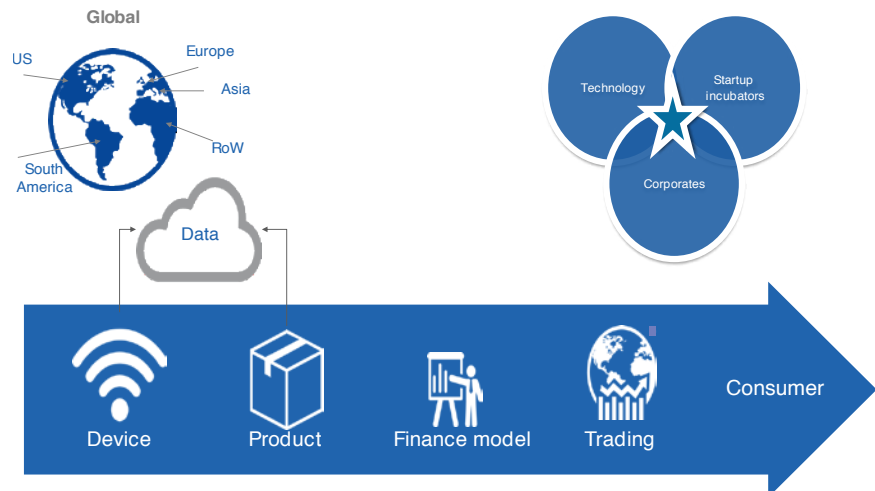 Global
US
Europe
Asia
RoW
South
America
Data
Technology
Startup
incubators
Corporates
Device
Product
Finance model
Trading
Consumer